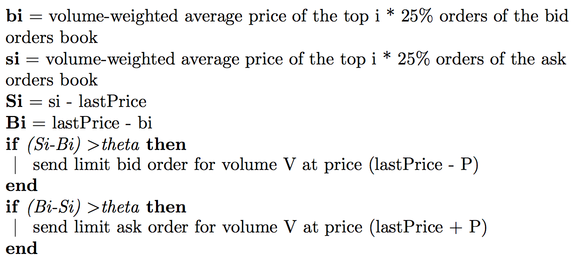 bi = volume-weighted average price of the top i * 25% orders of the bid
orders book
si = volume-weighted average price of the top i * 25% orders of the ask
orders book
Si = si - lastPrice
Bi = lastPrice - bi
if (Si-Bi) >theta then
| send limit bid order for volume V at price (lastPrice - P)
end
if (Bi-Si) >theta then
| send limit ask order for volume V at price (lastPrice + P)
end